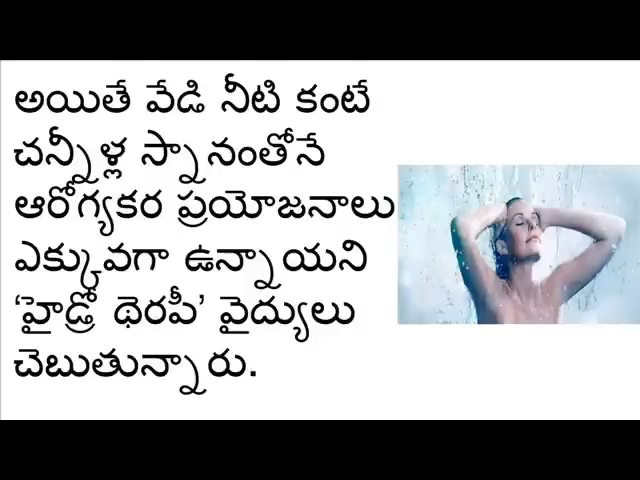 అయితే వేడి నీటి కంటే
చన్నీళ్ల స్నానంతోనే
ఆరోగ్యకర ప్రయోజనాలు
ఎక్కువగా ఉన్నాయని
‘హైడ్రో థెరపీ’ వైద్యులు
చెబుతున్నారు.